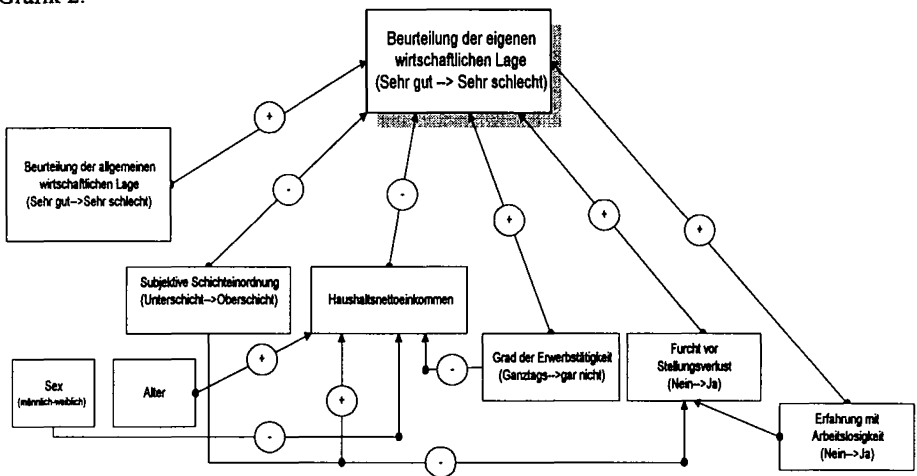 Grafik 2:
Beurteilung der eigenen
wirtschaftlichen Lage
(Sehr gut --> Sehr schlecht)
+
Beurteilung der allgemeinen
wirtschaftlichen Lage
(Sehr gut-->Sehr schlecht)
-
-
+
+
+
Subjektive Schichteinordnung
(Unterschicht-->Oberschicht)
Haushaltsnettoeinkommen
Sex
(männlich-weiblich)
Alter
+
+
-
Grad der Erwerbstätigkeit
(Ganztags-->gar nicht)
Furcht vor
Stellungsverlust
(Nein-->Ja)
-
-
Erfahrung mit
Arbeitslosigkeit
(Nein-->Ja)